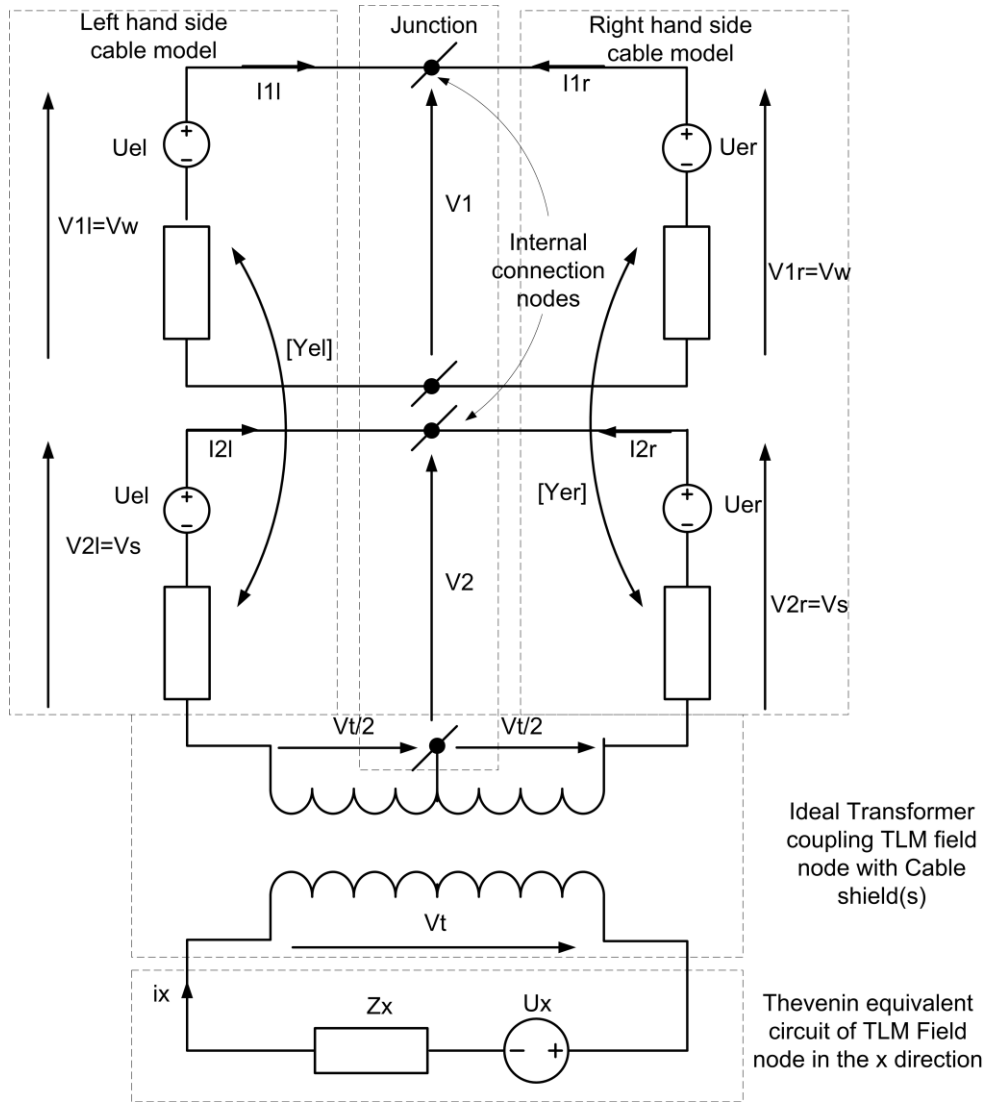 Left hand side
cable model
Junction
Right hand side
cable model
I1l
I1r
Uel
Uer
V1l=Vw
V1
V1r=Vw
Internal
connection
nodes
[Yel]
I2l
I2r
[Yer]
Uel
Uer
V2l=Vs
V2
V2r=Vs
Vt/2
Vt/2
Ideal Transformer
coupling TLM field
node with Cable
shield(s)
Vt
ix
Zx
Ux
Thevenin equivalent
circuit of TLM Field
node in the x direction